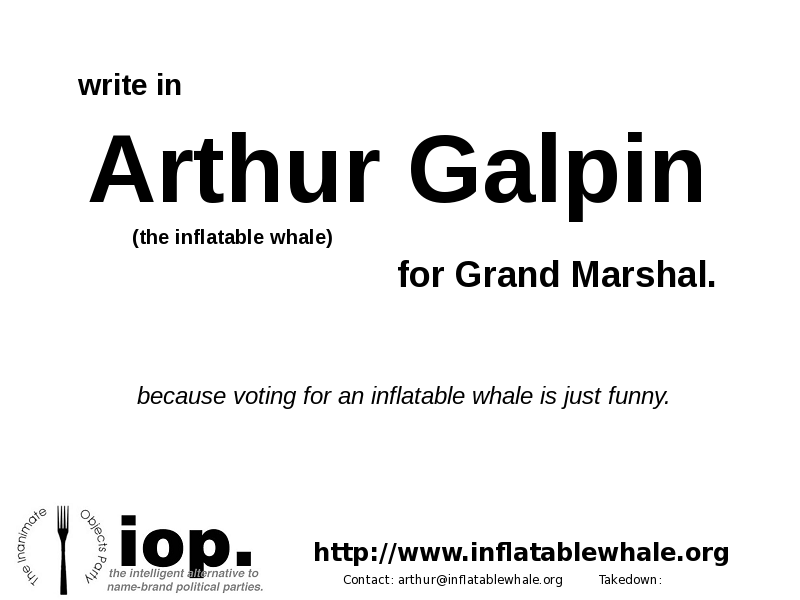 write in
Arthur Galpin
(the inflatable whale)
for Grand Marshal.
because voting for an inflatable whale is just funny.
The Inanimate Objects Party
iop.
the intelligent alternative to
name-brand political parties.
http://www.inflatablewhale.org
Contact: arthur@inflatablewhale.org Takedown: